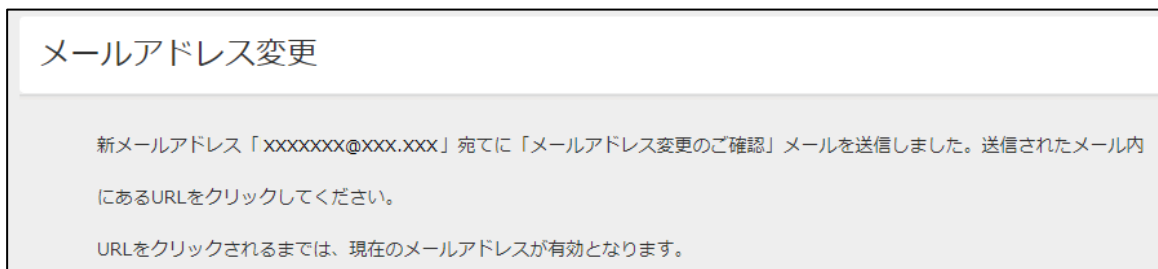 メールアドレス変更
新メールアドレス「 XXXXXXX@XXX.XXX」宛てに「メールアドレス変更のご確認」メールを送信しました。送信されたメール内
にあるURLをクリックしてください。
URLをクリックされるまでは、現在のメールアドレスが有効となります。